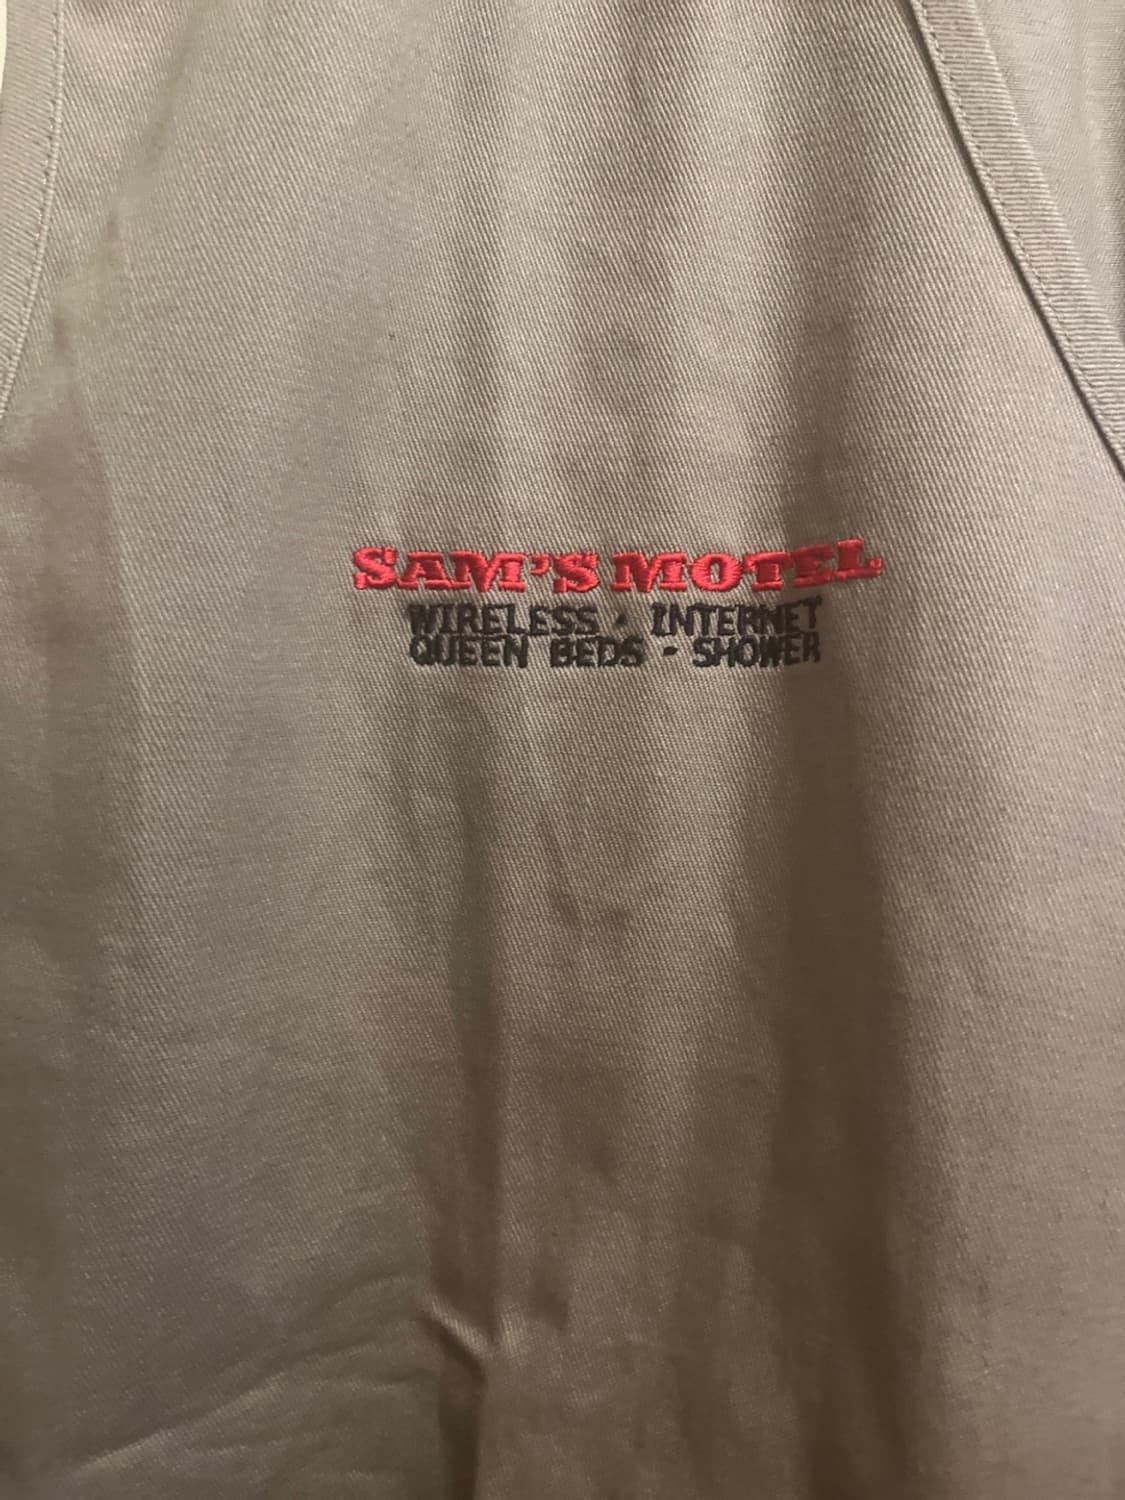 SAM'S MOTEL
WIRELESS · INTERNET
QUEEN BEDS · SHOWER